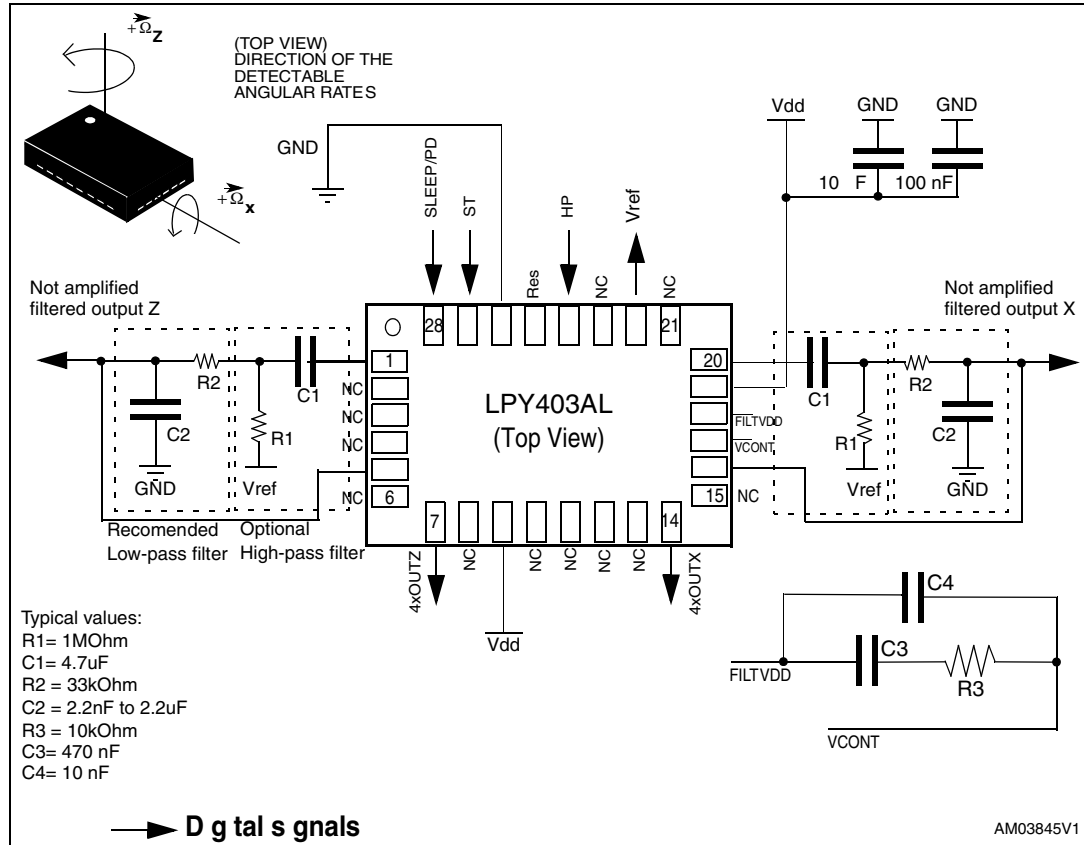 +Ω Z
(TOP VIEW)
DIRECTION OF THE
DETECTABLE
ANGULAR RATES
+Ω x
GND
Vdd
GND
GND
10 F
100 nF
SLEEP/PD
ST
Res
HP
NC
Vref
NC
Not amplified
filtered output Z
Not amplified
filtered output X
28
21
1
20
R2
C1
C1
R2
NC
NC
NC
NC
C2
R1
R1
C2
LPY403AL
(Top View)
FILTVDD
VCONT
GND
Vref
Vref
GND
6
15
NC
7
14
Recomended
Low-pass filter
Optional
High-pass filter
4xOUTZ
NC
NC
NC
NC
NC
4xOUTX
Vdd
Typical values:
R1= 1MOhm
C1= 4.7uF
R2 = 33kOhm
C2 = 2.2nF to 2.2uF
R3 = 10kOhm
C3= 470 nF
C4= 10 nF
C4
C3
R3
FILTVDD
VCONT
D g tal s gnals
AM03845V1